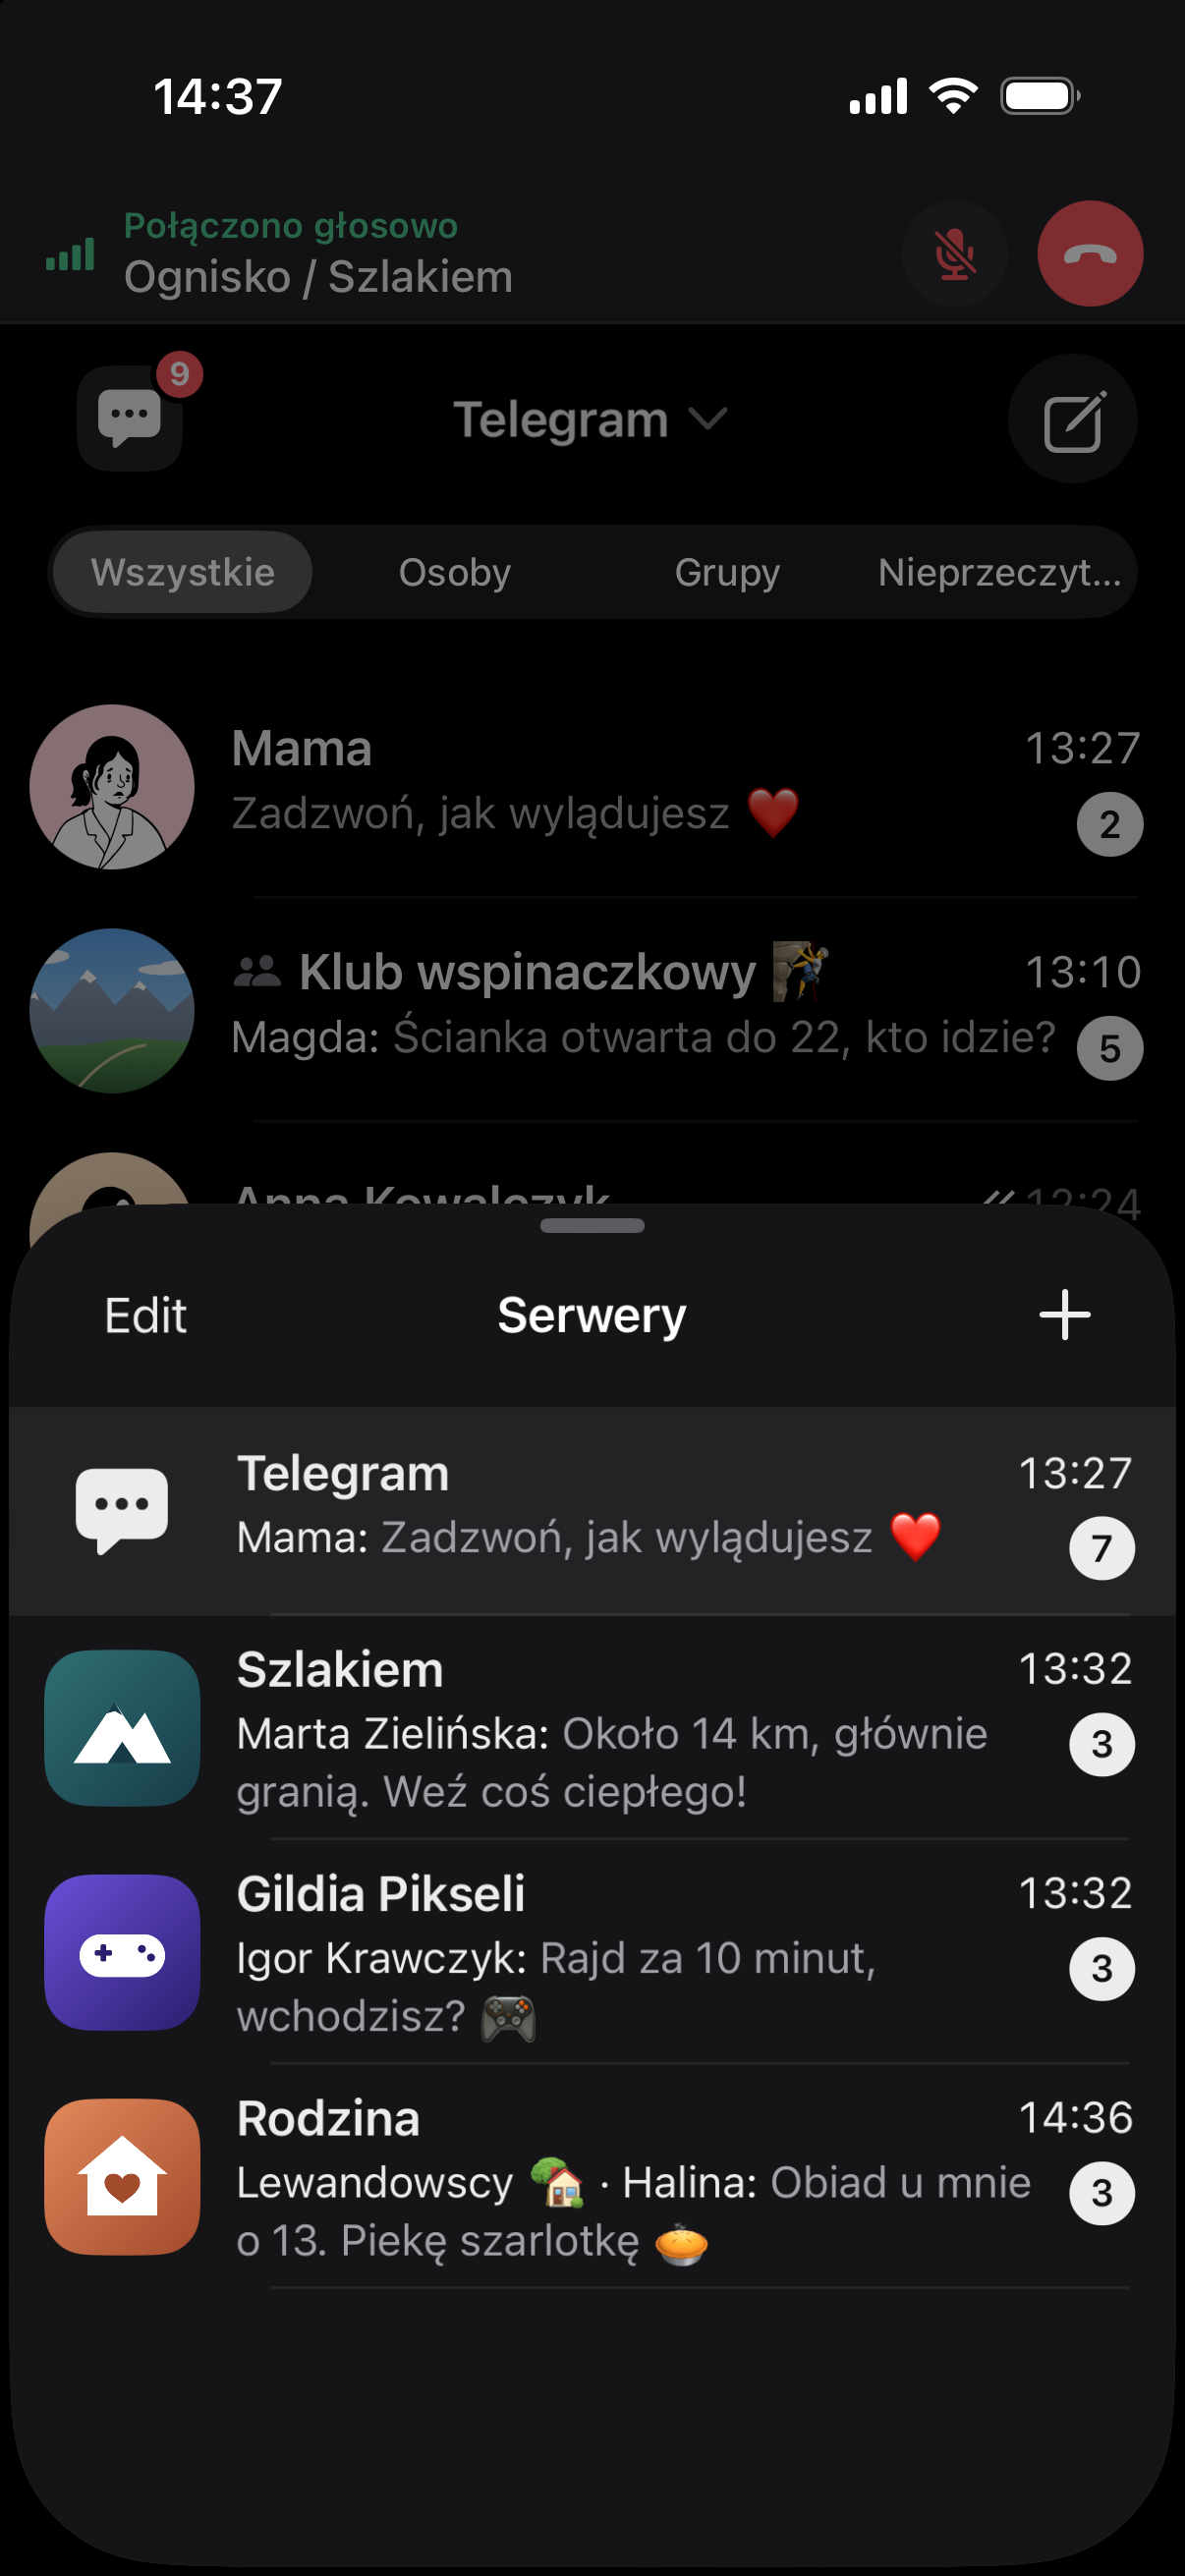 14:37
Połączono głosowo
Ognisko / Szlakiem
9
Telegram
Wszystkie
Osoby
Grupy
Nieprzeczyt...
Mama
13:27
Zadzwoń, jak wylądujesz ❤️
2
Klub wspinaczkowy 🧗
13:10
Magda: Ścianka otwarta do 22, kto idzie?
5
Anna Kowalczyk
12:24
Edit
Serwery
Telegram
13:27
Mama: Zadzwoń, jak wylądujesz ❤️
7
Szlakiem
13:32
Marta Zielińska: Około 14 km, głównie
granią. Weź coś ciepłego!
3
Gildia Pikseli
13:32
Igor Krawczyk: Rajd za 10 minut,
wchodzisz? 🎮
3
Rodzina
14:36
Lewandowscy 🏡 · Halina: Obiad u mnie
o 13. Piekę szarlotkę 🥧
3